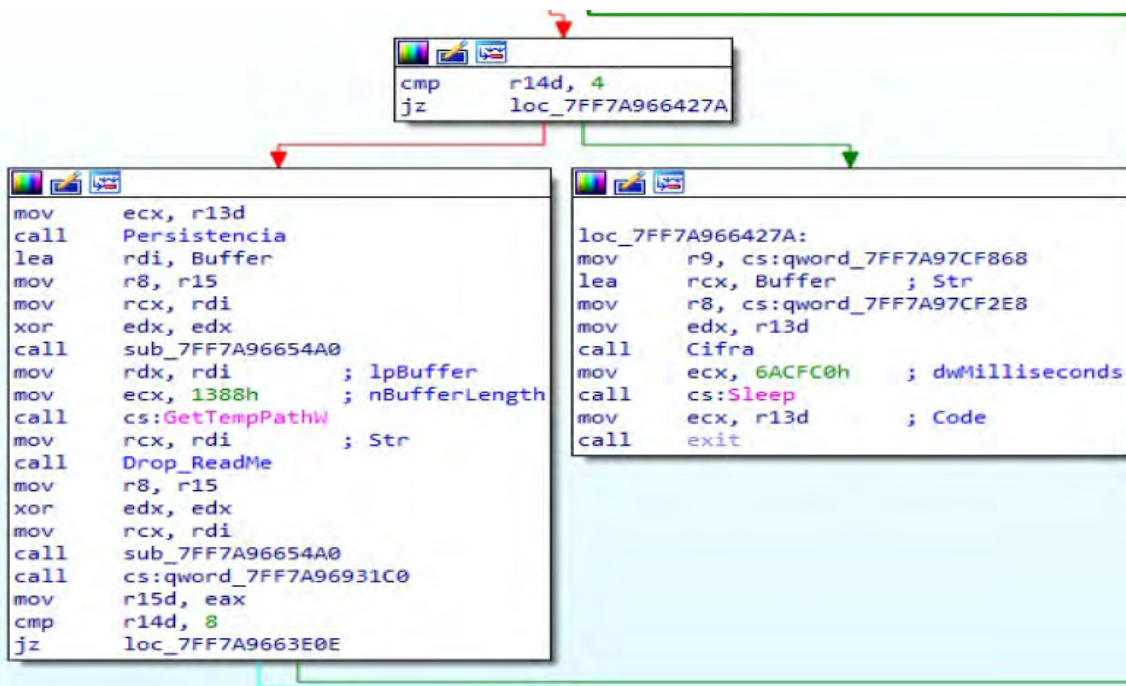 cmp r14d, 4
jz loc_7FF7A966427A
mov ecx, r13d
call Persistencia
lea rdi, Buffer
mov r8, r15
mov rcx, rdi
xor edx, edx
call sub_7FF7A96654A0
mov rdx, rdi ; lpBuffer
mov ecx, 1388h ; nBufferLength
call cs:GetTempPathW
mov rcx, rdi ; Str
call Drop_ReadMe
mov r8, r15
xor edx, edx
mov rcx, rdi
call sub_7FF7A96654A0
call cs:qword_7FF7A96931C0
mov r15d, eax
cmp r14d, 8
jz loc_7FF7A9663E0E
loc_7FF7A966427A:
mov r9, cs:qword_7FF7A97CF868
lea rcx, Buffer ; Str
mov r8, cs:qword_7FF7A97CF2E8
mov edx, r13d
call Cifra
mov ecx, 6ACFC0h ; dwMilliseconds
call cs:Sleep
mov ecx, r13d ; Code
call exit